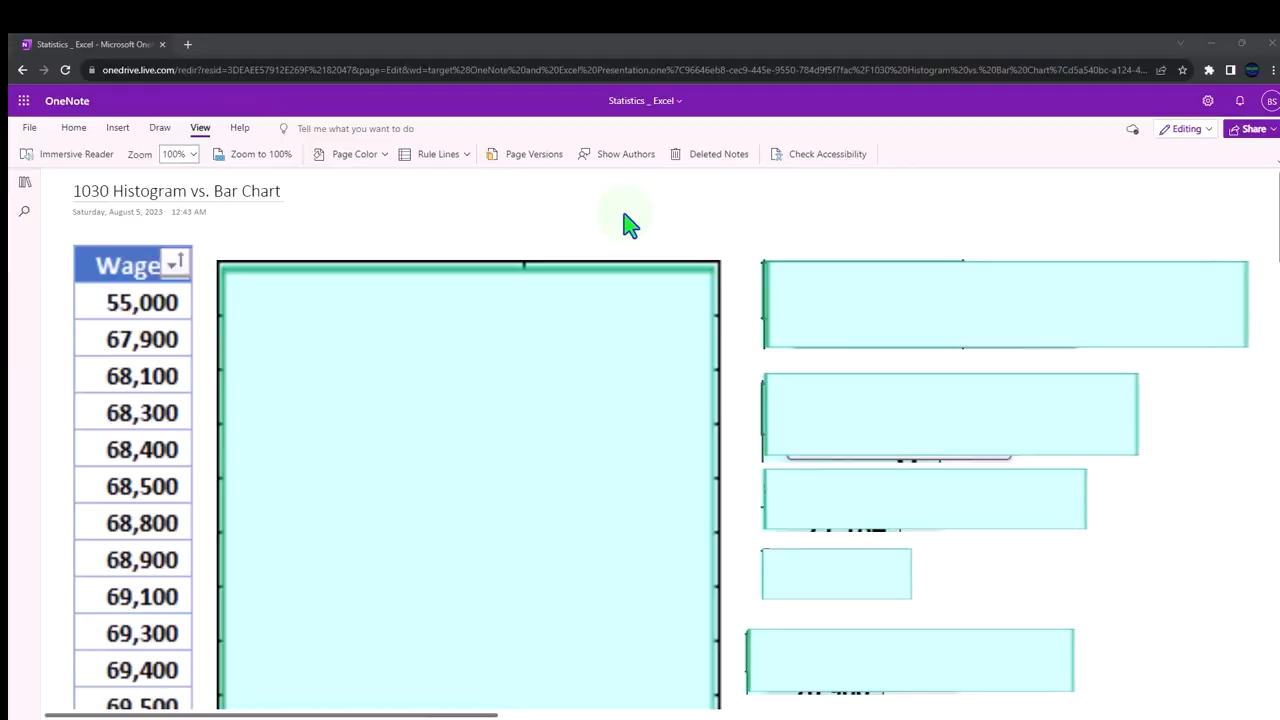 Statistics _ Excel - Microsoft One
onedrive.live.com/redir?resid=3DEAEE57912E269F%2182047&page=Edit&wd=target%28OneNote%20and%20Excel%20Presentation.one%7C96646eb8-cec9-445e-9550-784d9f5f7fac%2F1030%20Histogram%20vs.%20Bar%20Chart%7Cd5a540bc-a124-4...
OneNote
Statistics _ Excel
BS
File Home Insert Draw View Help Tell me what you want to do
Editing Share
Immersive Reader Zoom 100% Zoom to 100% Page Color Rule Lines Page Versions Show Authors Deleted Notes Check Accessibility
1030 Histogram vs. Bar Chart
Saturday, August 5, 2023 12:43 AM
Wage
55,000
67,900
68,100
68,300
68,400
68,500
68,800
68,900
69,100
69,300
69,400
69,500